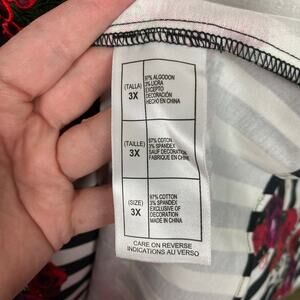 (TALLA)
3X
97% ALGODON
3% LICRA
EXCEPTO
DECORACIÓN
HECHO EN CHINA
(TAILLE)
3X
97% COTON
3% SPANDEX
SAUF DECORATION
FABRIQUE EN CHINE
(SIZE)
3X
97% COTTON
3% SPANDEX
EXCLUSIVE OF
DECORATION
MADE IN CHINA
CARE ON REVERSE
INDICATIONS AU VERSO